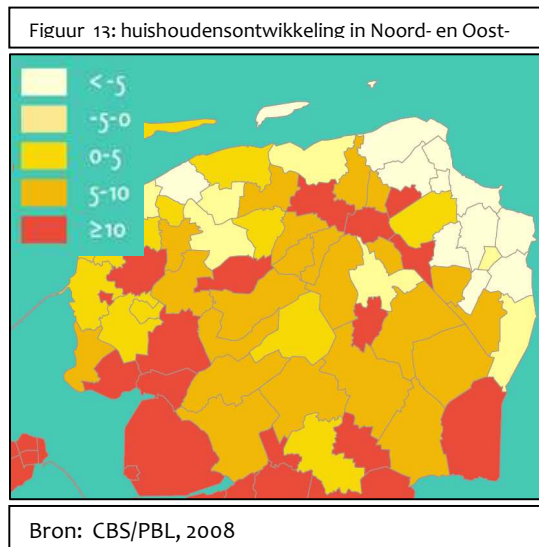 Figuur 13: huishoudensontwikkeling in Noord- en Oost-
< -5
-5-0
0-5
5-10
≥10
Bron: CBS/PBL, 2008